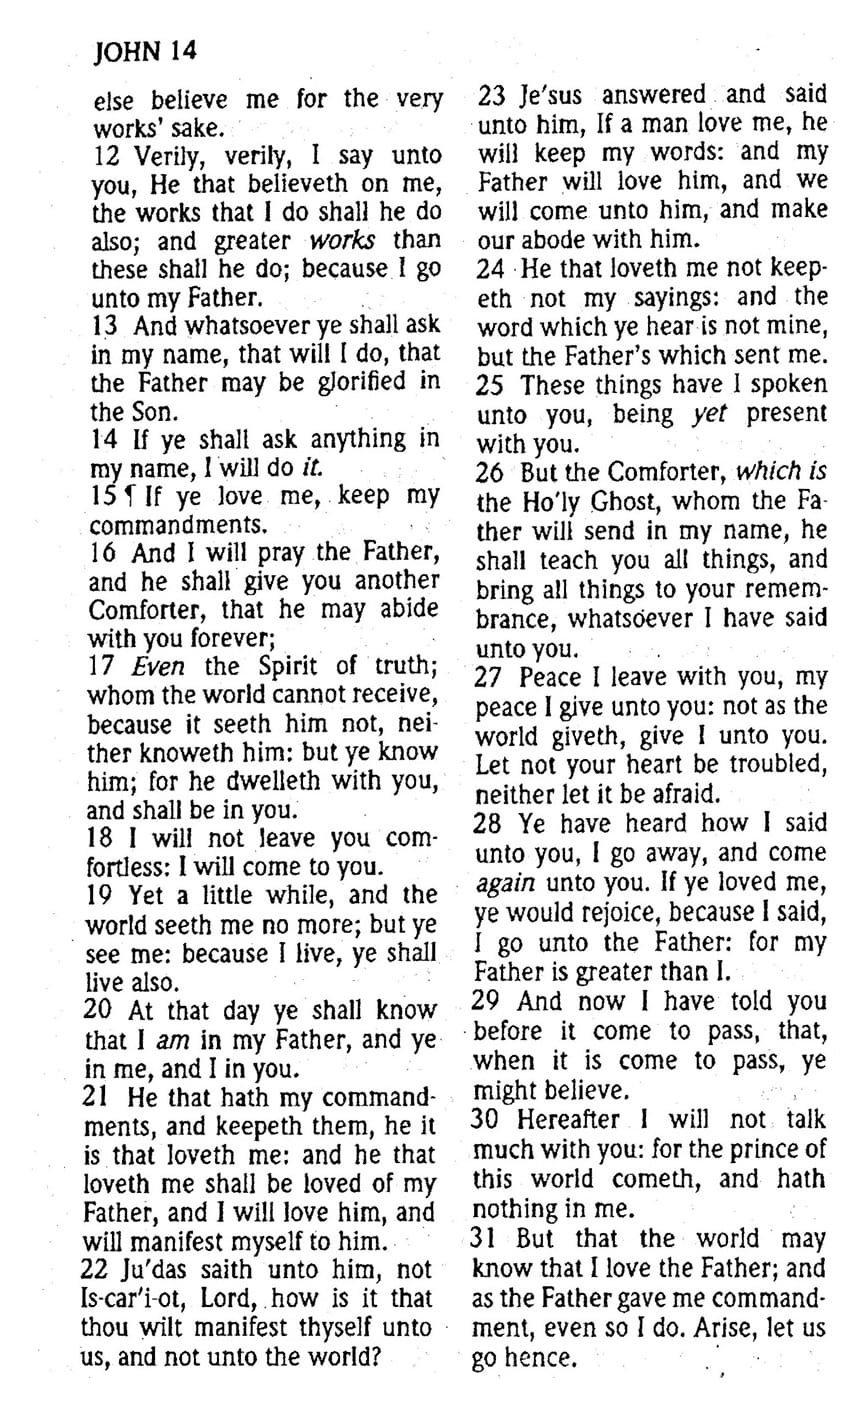 JOHN 14
else believe me for the very
works' sake.
12 Verily, verily, I say unto
you, He that believeth on me,
the works that I do shall he do
also; and greater works than
these shall he do; because I go
unto my Father.
13 And whatsoever ye shall ask
in my name, that will I do, that
the Father may be glorified in
the Son.
14 If ye shall ask anything in
my name, I will do it.
15 ¶ If ye love me, keep my
commandments.
16 And I will pray the Father,
and he shall give you another
Comforter, that he may abide
with you forever;
17 Even the Spirit of truth;
whom the world cannot receive,
because it seeth him not, nei-
ther knoweth him: but ye know
him; for he dwelleth with you,
and shall be in you.
18 I will not leave you com-
fortless: I will come to you.
19 Yet a little while, and the
world seeth me no more; but ye
see me: because I live, ye shall
live also.
20 At that day ye shall know
that I am in my Father, and ye
in me, and I in you.
21 He that hath my command-
ments, and keepeth them, he it
is that loveth me: and he that
loveth me shall be loved of my
Father, and I will love him, and
will manifest myself to him.
22 Ju'das saith unto him, not
Is-car'i-ot, Lord, how is it that
thou wilt manifest thyself unto
us, and not unto the world?
23 Je'sus answered and said
unto him, If a man love me, he
will keep my words: and my
Father will love him, and we
will come unto him, and make
our abode with him.
24 He that loveth me not keep-
eth not my sayings: and the
word which ye hear is not mine,
but the Father's which sent me.
25 These things have I spoken
unto you, being yet present
with you.
26 But the Comforter, which is
the Ho'ly Ghost, whom the Fa-
ther will send in my name, he
shall teach you all things, and
bring all things to your remem-
brance, whatsoever I have said
unto you.
27 Peace I leave with you, my
peace I give unto you: not as the
world giveth, give I unto you.
Let not your heart be troubled,
neither let it be afraid.
28 Ye have heard how I said
unto you, I go away, and come
again unto you. If ye loved me,
ye would rejoice, because I said,
I go unto the Father: for my
Father is greater than I.
29 And now I have told you
before it come to pass, that,
when it is come to pass, ye
might believe.
30 Hereafter I will not talk
much with you: for the prince of
this world cometh, and hath
nothing in me.
31 But that the world may
know that I love the Father; and
as the Father gave me command-
ment, even so I do. Arise, let us
go hence.